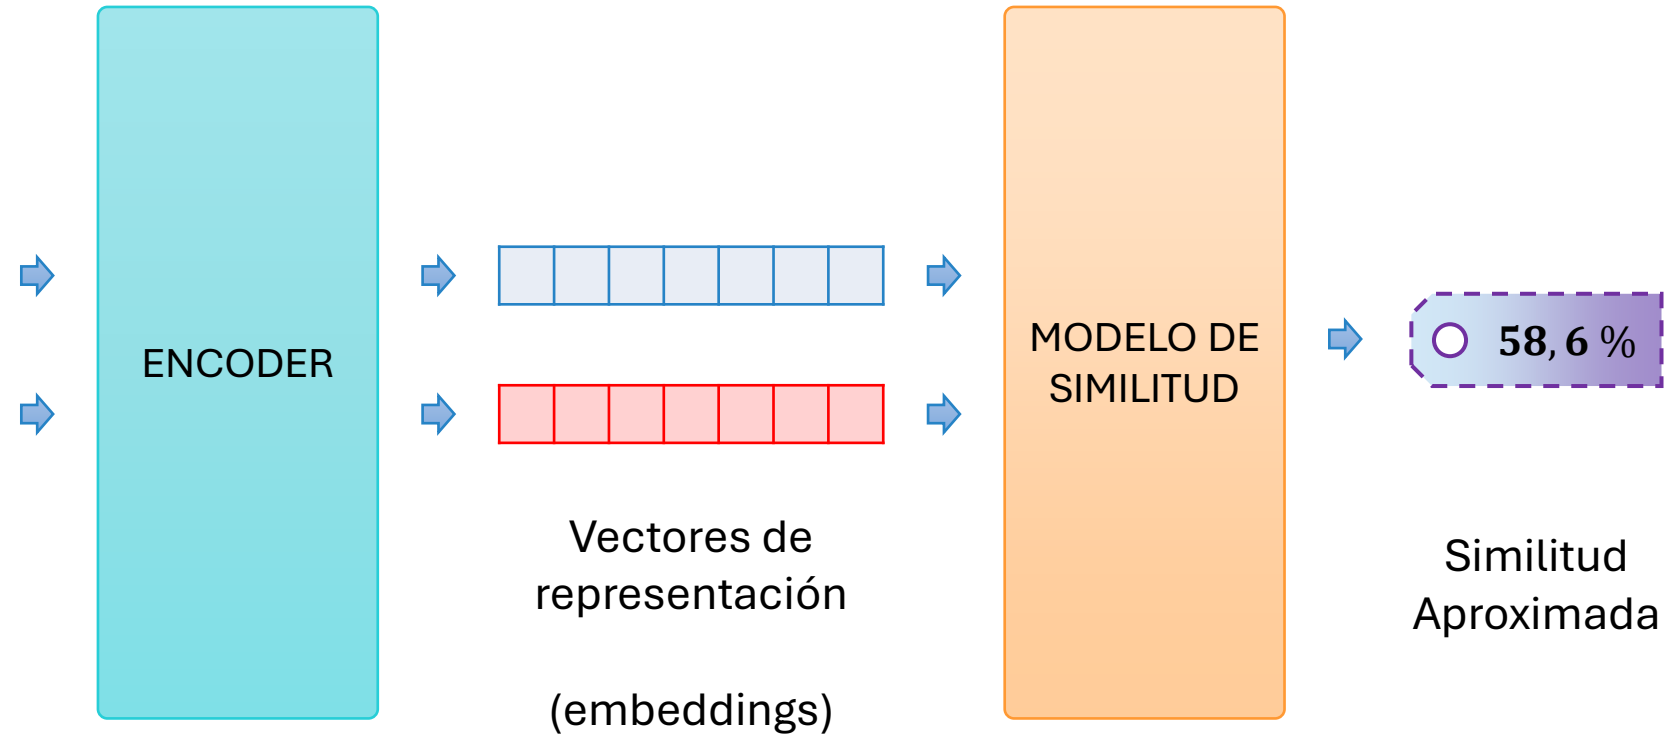 ENCODER
Vectores de
representación
(embeddings)
MODELO DE
SIMILITUD
58,6 %
Similitud
Aproximada